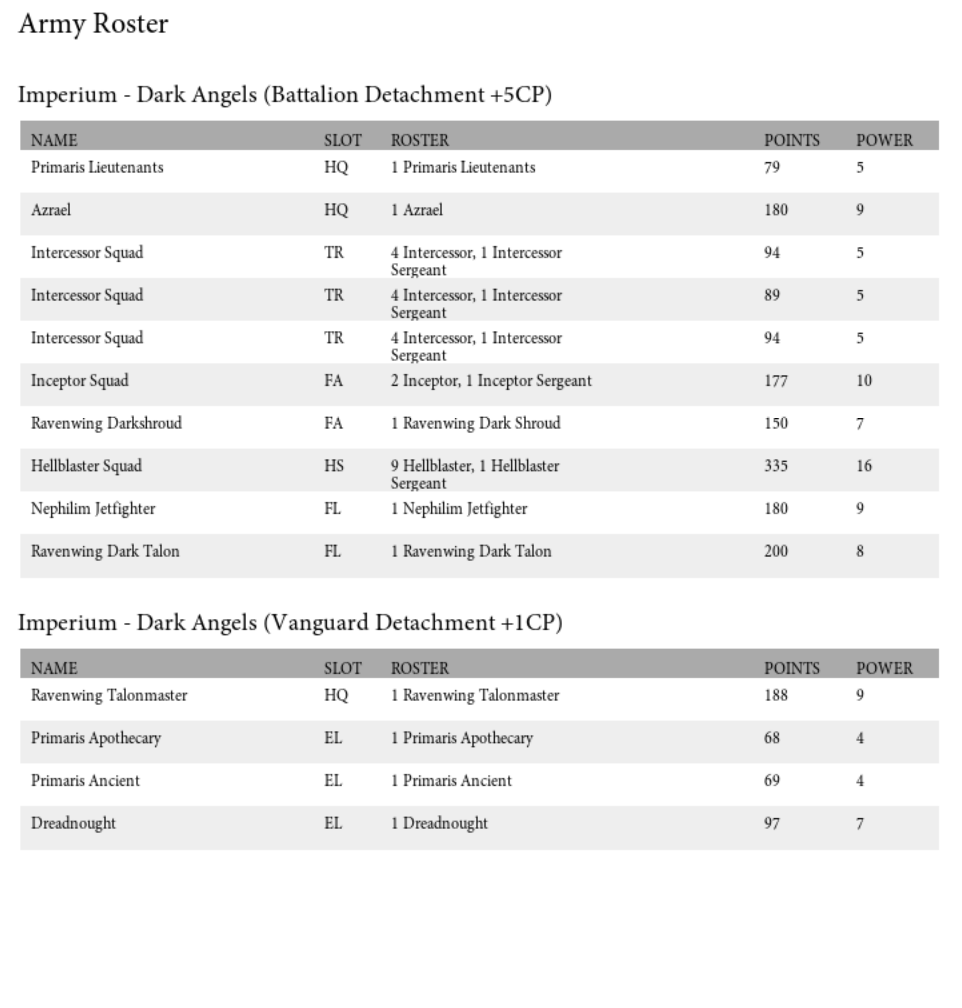 Army Roster
Imperium - Dark Angels (Battalion Detachment +5CP)
NAME SLOT ROSTER POINTS POWER
Primaris Lieutenants HQ 1 Primaris Lieutenants 79 5
Azrael HQ 1 Azrael 180 9
Intercessor Squad TR 4 Intercessor, 1 Intercessor 94 5
Sergeant
Intercessor Squad TR 4 Intercessor, 1 Intercessor 89 5
Sergeant
Intercessor Squad TR 4 Intercessor, 1 Intercessor 94 5
Sergeant
Inceptor Squad FA 2 Inceptor, 1 Inceptor Sergeant 177 10
Ravenwing Darkshroud FA 1 Ravenwing Dark Shroud 150 7
Hellblaster Squad HS 9 Hellblaster, 1 Hellblaster 335 16
Sergeant
Nephilim Jetfighter FL 1 Nephilim Jetfighter 180 9
Ravenwing Dark Talon FL 1 Ravenwing Dark Talon 200 8
Imperium - Dark Angels (Vanguard Detachment +1CP)
NAME SLOT ROSTER POINTS POWER
Ravenwing Talonmaster HQ 1 Ravenwing Talonmaster 188 9
Primaris Apothecary EL 1 Primaris Apothecary 68 4
Primaris Ancient EL 1 Primaris Ancient 69 4
Dreadnought EL 1 Dreadnought 97 7